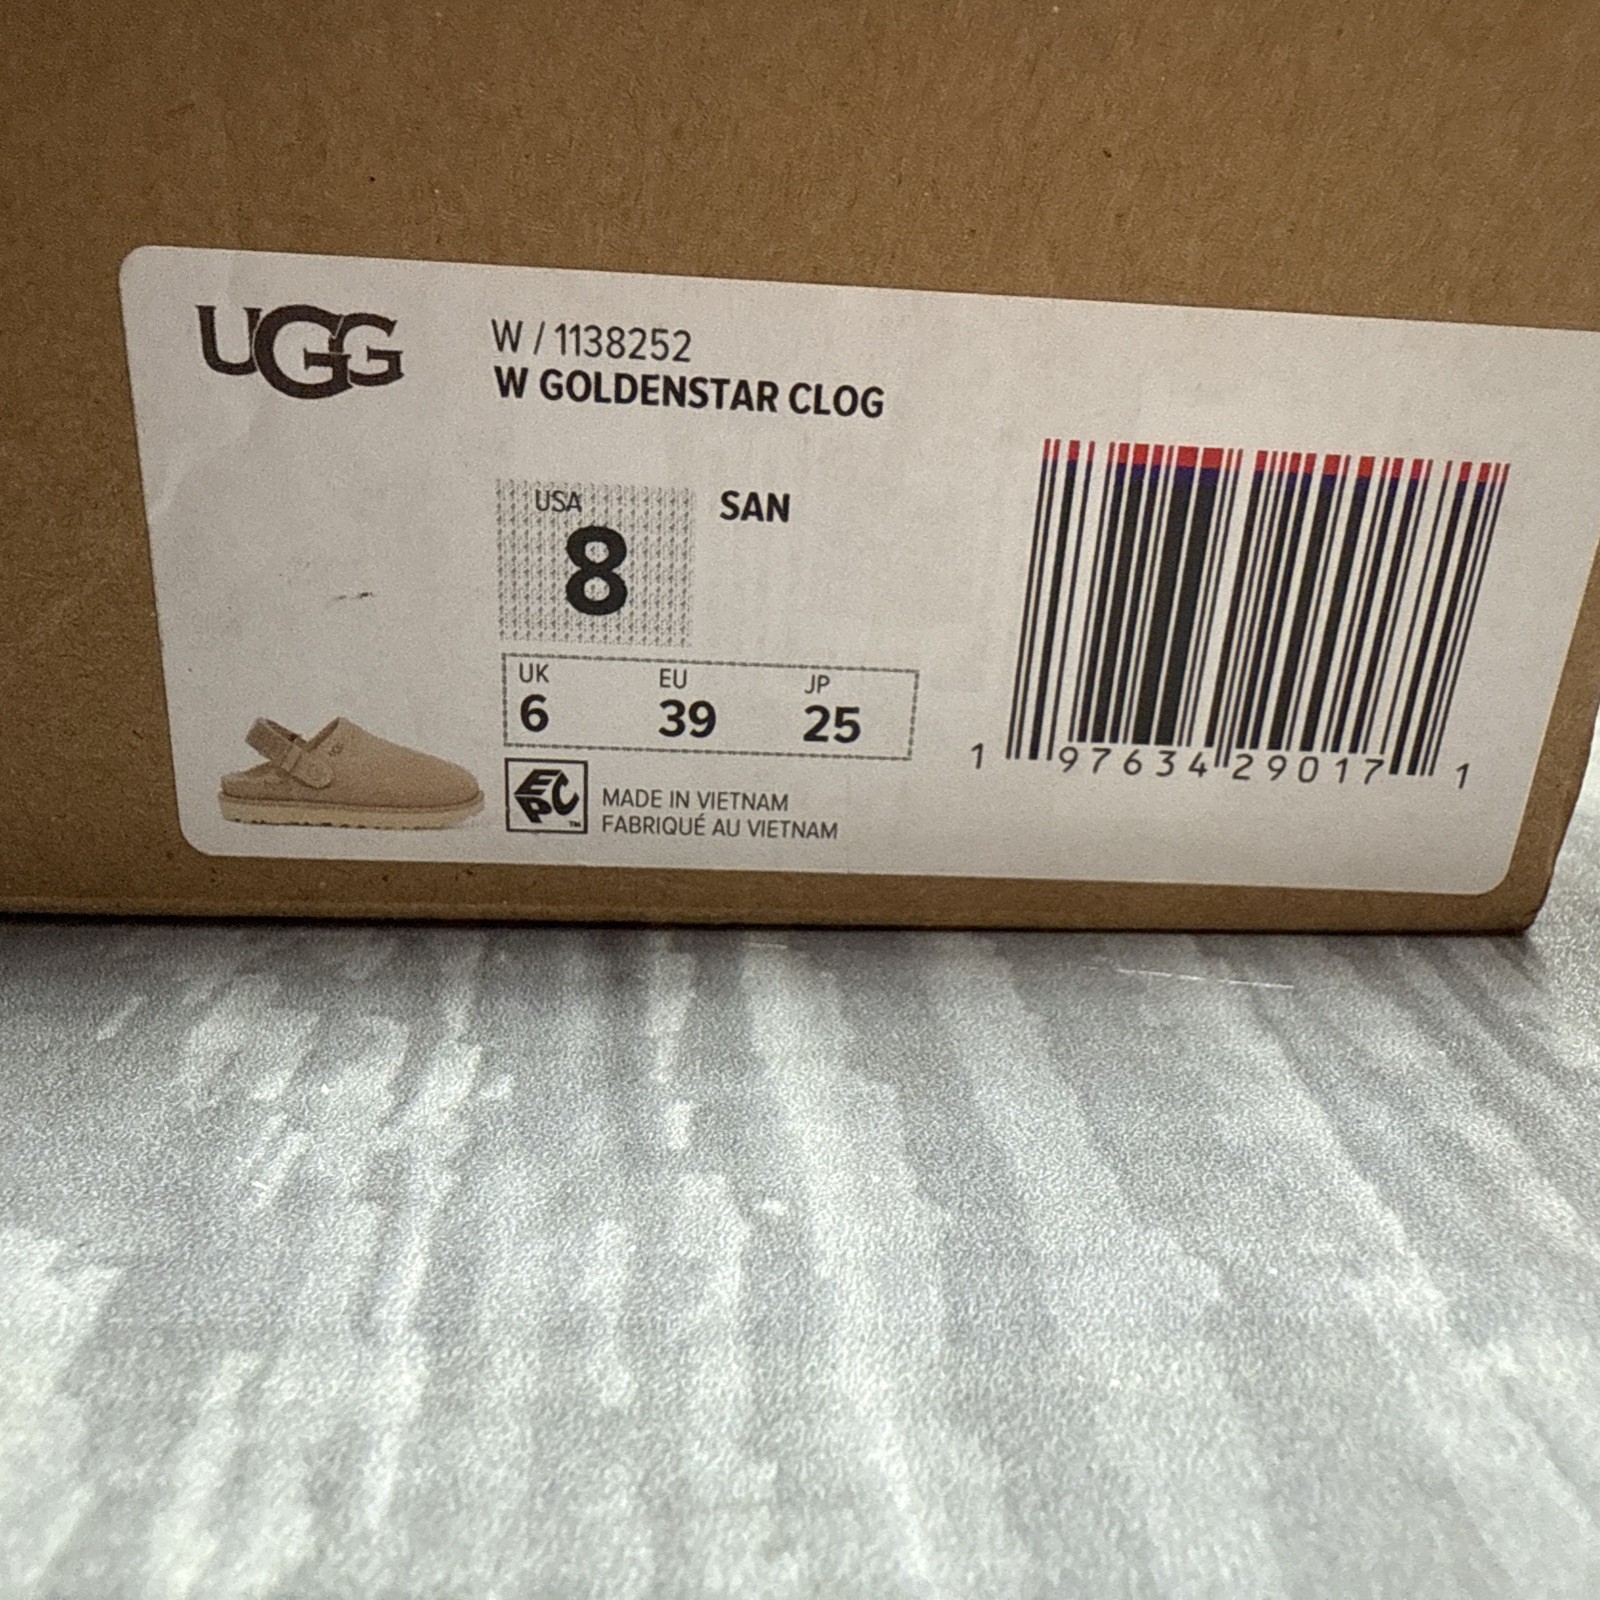 UGG
W / 1138252
W GOLDENSTAR CLOG
USA
8
SAN
UK EU JP
6 39 25
EPC™
MADE IN VIETNAM
FABRIQUÉ AU VIETNAM
1 97634 29017 1